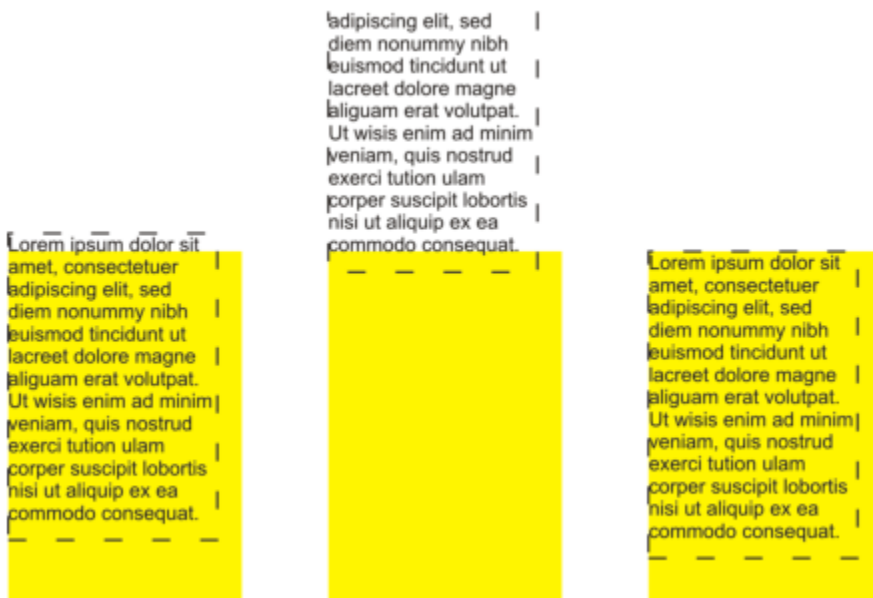 Lorem ipsum dolor sit
amet, consectetuer
adipiscing elit, sed
diem nonummy nibh
euismod tincidunt ut
lacreet dolore magne
aliguam erat volutpat.
Ut wisis enim ad minim
veniam, quis nostrud
exerci tution ulam
corper suscipit lobortis
nisi ut aliquip ex ea
commodo consequat.
adipiscing elit, sed
diem nonummy nibh
euismod tincidunt ut
lacreet dolore magne
aliguam erat volutpat.
Ut wisis enim ad minim
veniam, quis nostrud
exerci tution ulam
corper suscipit lobortis
nisi ut aliquip ex ea
commodo consequat.
Lorem ipsum dolor sit
amet, consectetuer
adipiscing elit, sed
diem nonummy nibh
euismod tincidunt ut
lacreet dolore magne
aliguam erat volutpat.
Ut wisis enim ad minim
veniam, quis nostrud
exerci tution ulam
corper suscipit lobortis
nisi ut aliquip ex ea
commodo consequat.